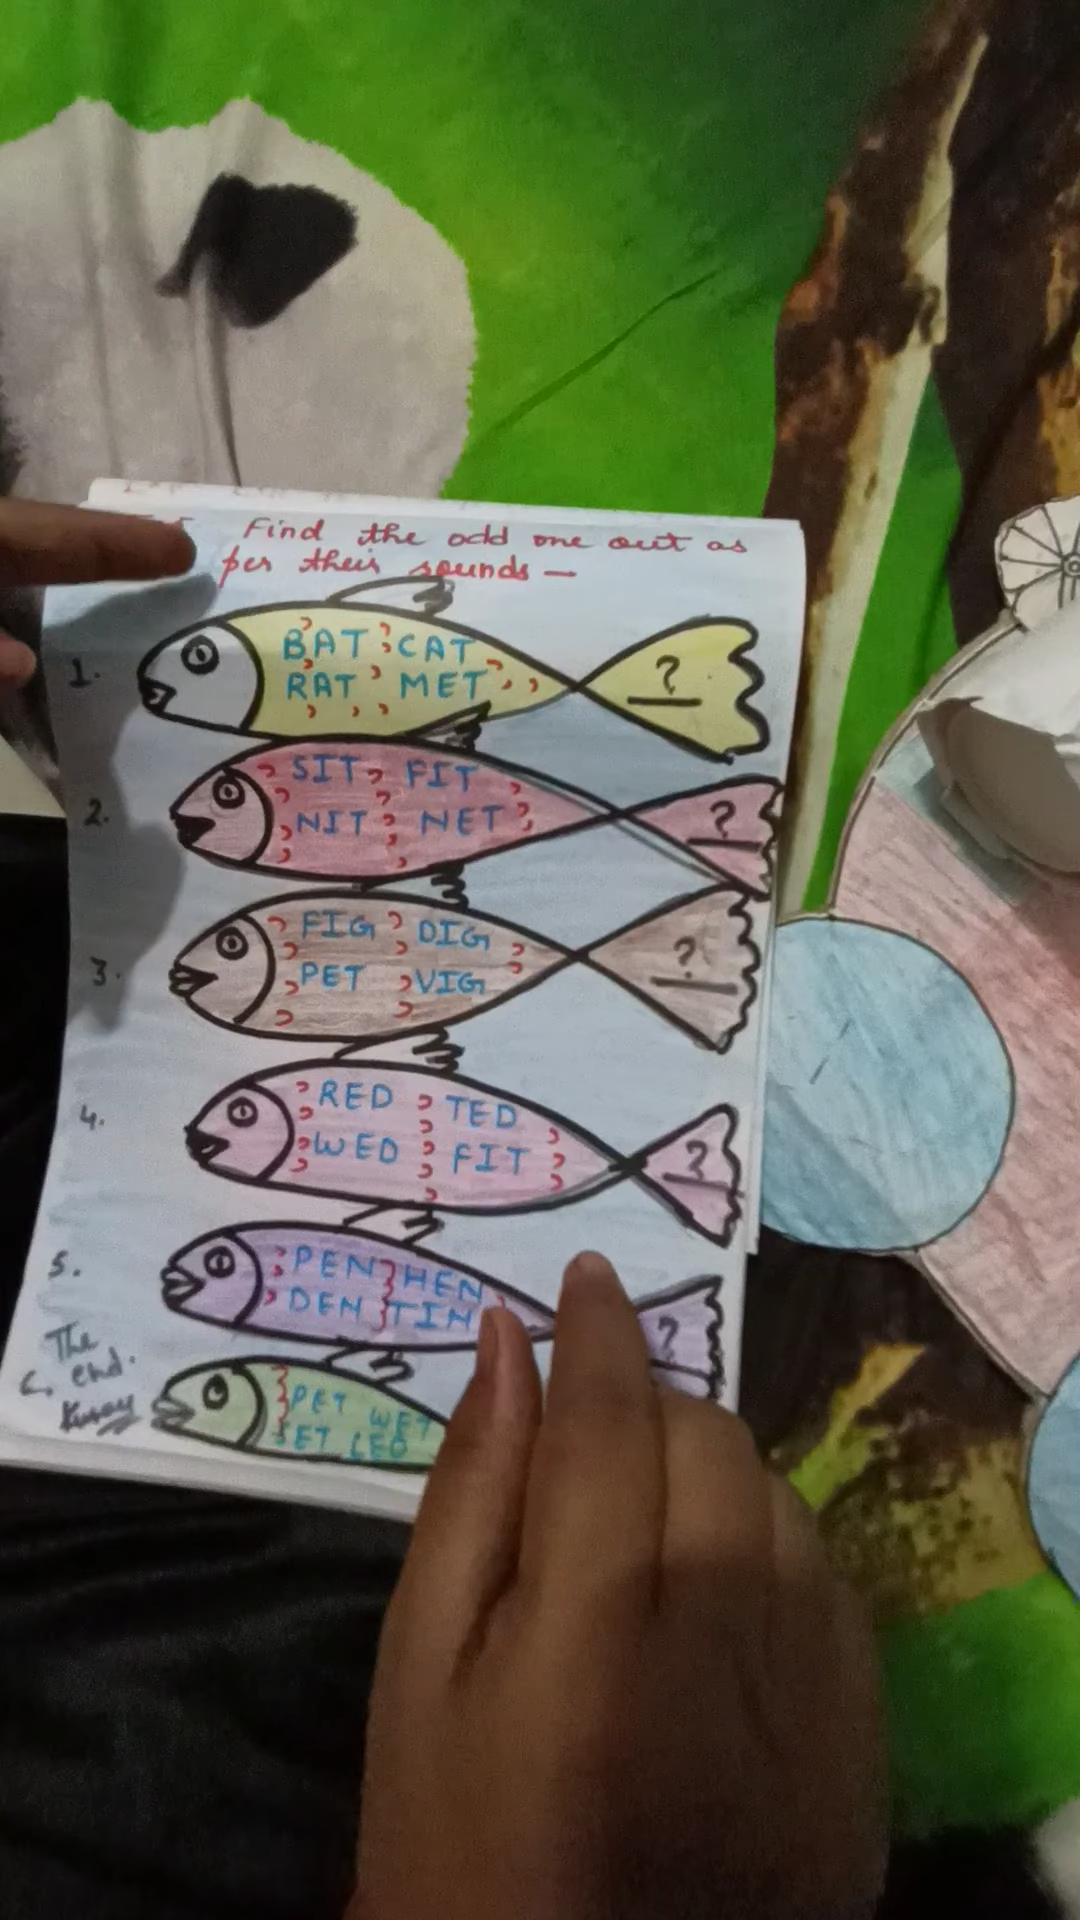 Find the odd one out as
per their sounds —
1. BAT CAT
RAT MET
?
2. SIT FIT
NIT NET
?
3. FIG DIG
PET VIG
?
4. RED TED
WED FIT
?
5. PEN HEN
DEN TIN
?
The
end.
PET WET
SET LED